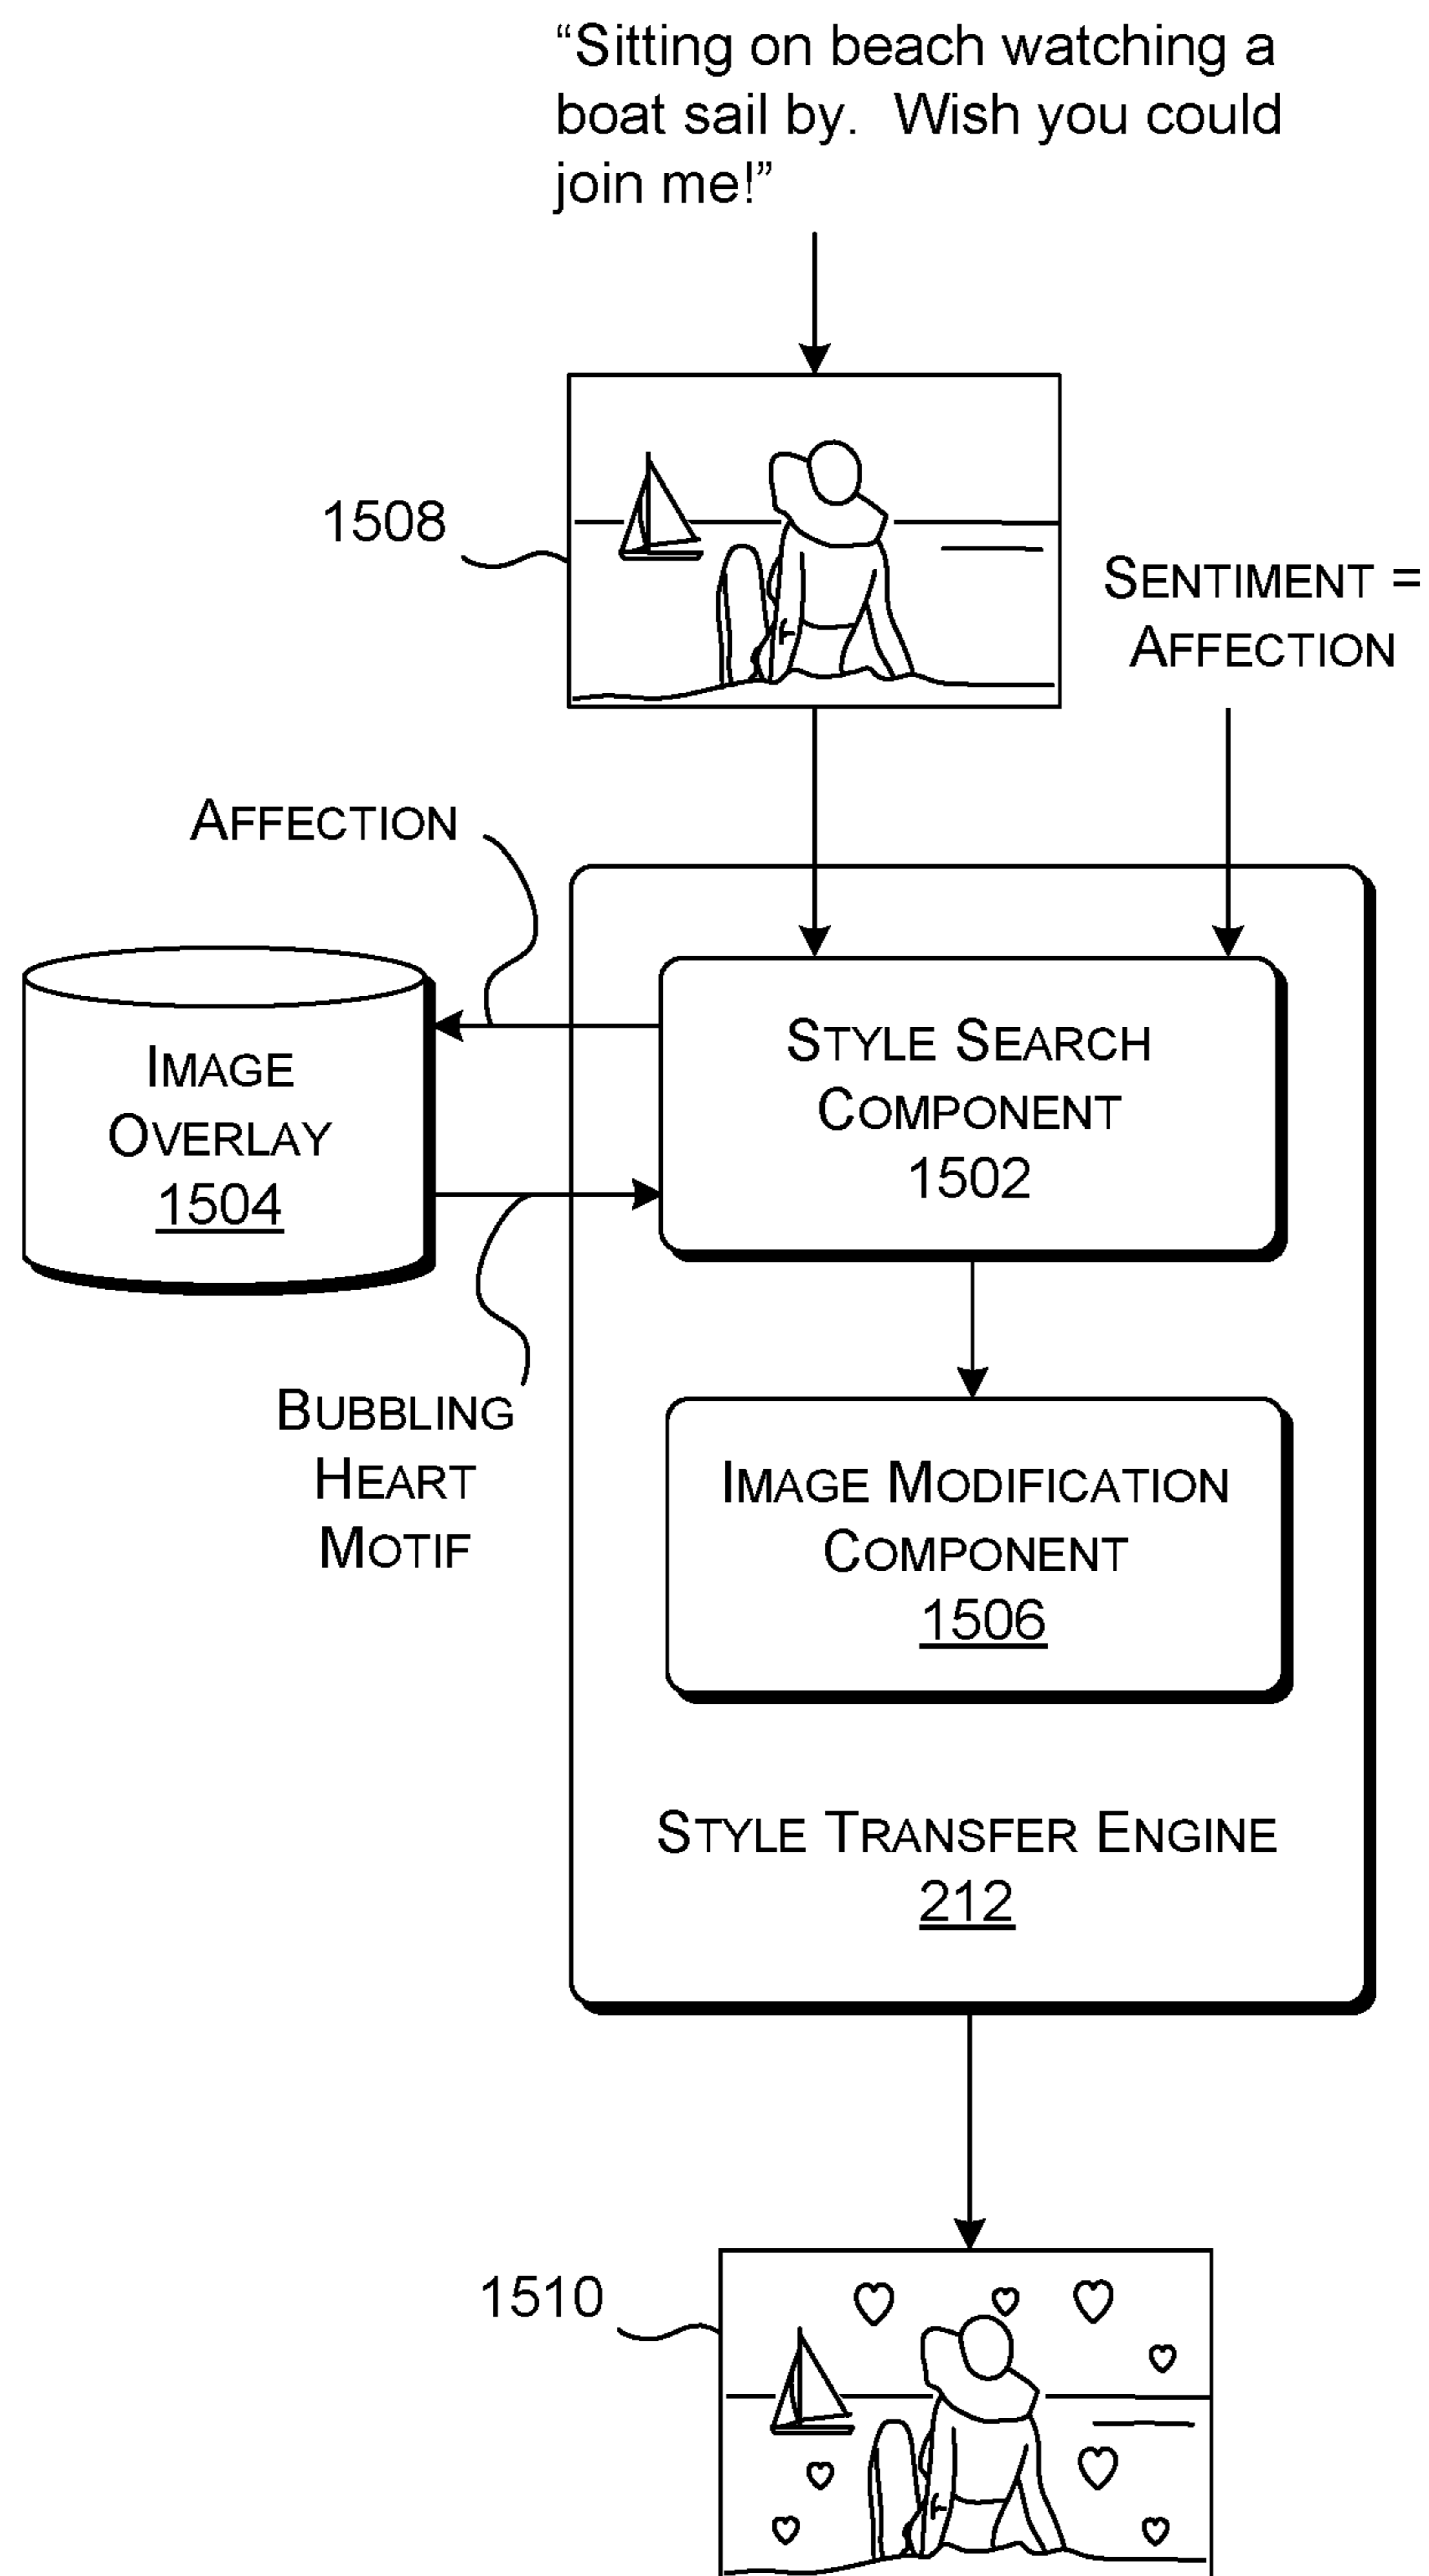 “Sitting on beach watching a
boat sail by.  Wish you could
join me!”
1508
SENTIMENT =
AFFECTION
AFFECTION
IMAGE
OVERLAY
1504
STYLE SEARCH
COMPONENT
1502
BUBBLING
HEART
MOTIF
IMAGE MODIFICATION
COMPONENT
1506
STYLE TRANSFER ENGINE
212
1510